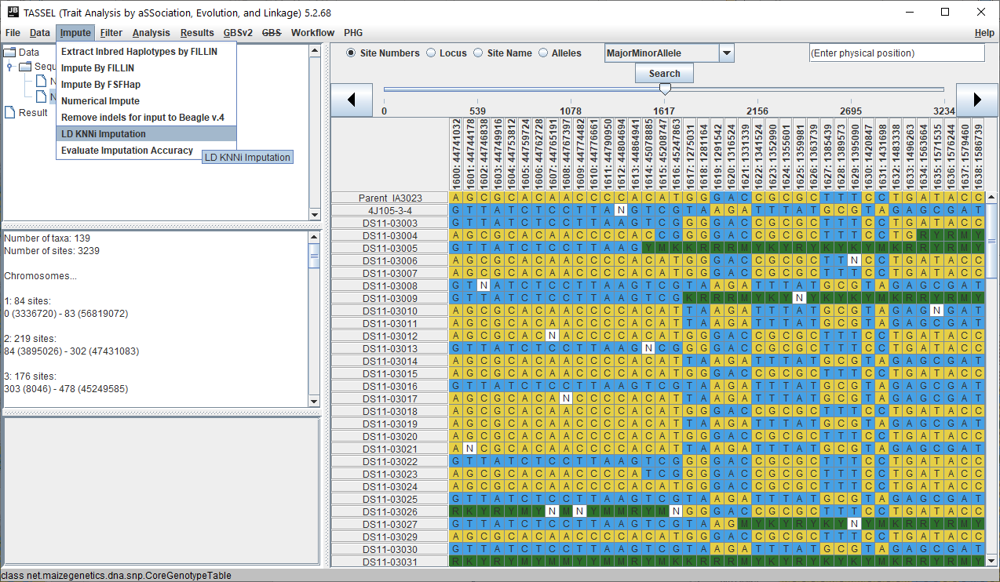 TASSEL (Trait Analysis by aSSociation, Evolution, and Linkage) 5.2.68
File Data Impute Filter Analysis Results GBSv2 GBS Workflow PHG Help
Data
Sequ
N
N
Result
Extract Inbred Haplotypes by FILLIN
Impute By FILLIN
Impute By FSFHap
Numerical Impute
Remove indels for input to Beagle v.4
LD KNNi Imputation
Evaluate Imputation Accuracy
LD KNNi Imputation
Number of taxa: 139
Number of sites: 3239
Chromosomes...
1: 84 sites:
0 (3336720) - 83 (56819072)
2: 219 sites:
84 (3895026) - 302 (47431083)
3: 176 sites:
303 (8046) - 478 (45249585)
Site Numbers Locus Site Name Alleles MajorMinorAllele (Enter physical position)
Search
0 539 1078 1617 2156 2695 3234
1600: 44741032
1601: 44744178
1602: 44746838
1603: 44749916
1604: 44753812
1605: 44759724
1606: 44762728
1607: 44765191
1608: 44767397
1609: 44774482
1610: 44776661
1611: 44790950
1612: 44804694
1613: 44864941
1614: 45078885
1615: 45208747
1616: 45247863
1617: 1275031
1618: 1281164
1619: 1291542
1620: 1316524
1621: 1331339
1622: 1341524
1623: 1352990
1624: 1355601
1625: 1359981
1626: 1363739
1627: 1385439
1628: 1389573
1629: 1395090
1630: 1420847
1631: 1431698
1632: 1483338
1633: 1496263
1634: 1563664
1635: 1571535
1636: 1576244
1637: 1579460
1638: 1586739
Parent IA3023 A G C G C A C A A C C C C A C A T G G G A C C G C G C T T T C C T G A T A C C
4J105-3-4 G T T A T C T C C T T A N G T C G T A A G A T T T A T G C G T A G A G C G A T
DS11-03003 G T T A T C T C C T T A A G T C G G G G A C C G C G C T T T C C T G A T A C C
DS11-03004 A G C G C A C A A C C C C A C C G G G G A C C G C G C T T T C C T G R Y R M Y
DS11-03005 G T T A T C T C C T T A A G Y M K K R R R M Y K Y R Y K Y K Y M K R R Y R M Y
DS11-03006 A G C G C A C A A C C C C A C A T G G G A C C G C G C T T N C C T G A T A C C
DS11-03007 A G C G C A C A A C C C C A C A T G G G A C C G C G C T T T C C T G A T A C C
DS11-03008 G T N A T C T C C T T A A G T C G T A A G A T T T A T G C G T A G A G C G A T
DS11-03009 G T T A T C T C C T T A A G T C G K R R R M Y K Y N Y K Y K Y M K R R Y R M Y
DS11-03010 A G C G C A C A A C C C C A C A T T A A G A T T T A T G C G T A G A G N G A T
DS11-03011 A G C G C A C A A C C C C A C A T T A A G A T T T A T G C G T A G A G C G A T
DS11-03012 A G C G C A C N A C C C C A C A T G G G A C C G C G C T T T C C T G A T A C C
DS11-03013 G T T A T C T C C T T A A G N C G G G G A C C G C G C T T T C C T G A T A C C
DS11-03014 A G C G C A C A A C C C C A C A T T A A G A T T T A T G C G T A G A G C G A T
DS11-03015 A G C G C A C A A C C C C A C A T G G G A C C G C G C T T T C C T G A T A C C
DS11-03016 G T T A T C T C C T T A A G T C G T A A G A T T T A T G C G T A G A G C G A T
DS11-03017 A G C G C A C A N C C C C A C A T T A A G A T T T A T G C G T A G A G C G A T
DS11-03018 A G C G C A C A A C C C C A C A T G G G A C C G C G C T T T C C T G A T A C C
DS11-03019 A G C G C A C A A C C C C A C A T T A A G A T T T A T G C G T A G A G C G A T
DS11-03020 A G C G C A C A A C C C C A C A T G G G A C C G C G C T T T C C T G A T A C C
DS11-03021 A N C G C A C A A C C C C A C A T T A A G A T T T A T G C G T A G A G C G A T
DS11-03022 G T T A T C T C C T T A A G T C G G G G A C C G C G C T T T C C T G A T A C C
DS11-03023 A G C G C A C A A C C C C A T C G G G G A C C G C G C T T T C C T G A T A C C
DS11-03024 A G C G C A C A A C C C C A C A T G G G A C C G C G C T T T C C T G A T A C C
DS11-03025 G T T A T C T C C T T A A G T C G T A A G A T T T A T G C G T A G A G C G A T
DS11-03026 R K Y R Y M Y N M N Y M M R Y M N G G G A C C G C G C T T T C C T G A T A C C
DS11-03027 G T T A T C T C C T T A A G T C G T A A G M Y K Y R Y K Y N Y M K R R Y R M Y
DS11-03029 A G C G C A C A A C C C C A C A T G G G A C C G C G C T T T C C T G A T A C C
DS11-03030 G T T A T C T C C T T A A G T C G T A A G A T T T A T G C G T A G A G C G A T
DS11-03031 R K Y R Y M Y M M Y Y M M R Y M K K R R R M Y K Y R Y K Y K Y M K R R Y R M Y
class net.maizegenetics.dna.snp.CoreGenotypeTable